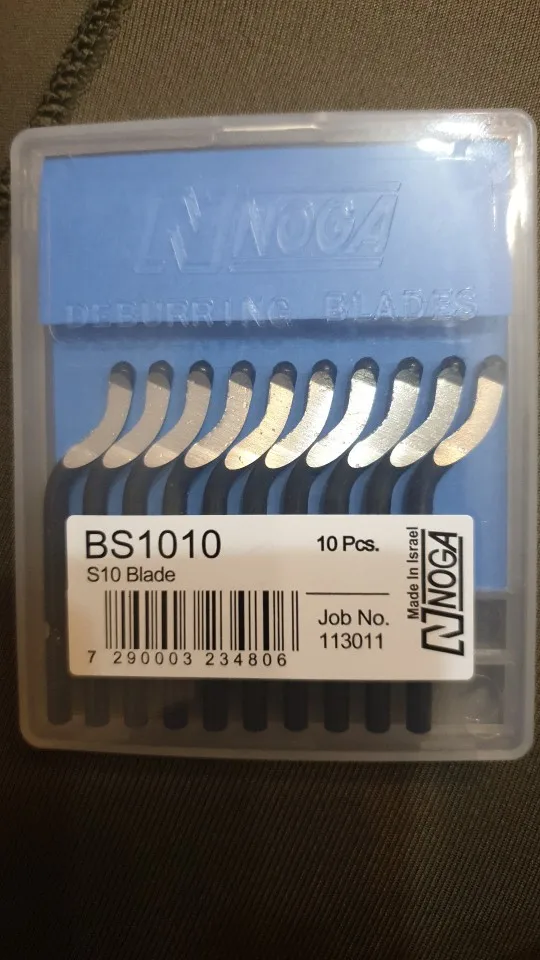 NOGA
DEBURRING BLADES
BS1010
10 Pcs.
S10 Blade
Job No.
113011
7 290003 234806
Made In Israel
NOGA